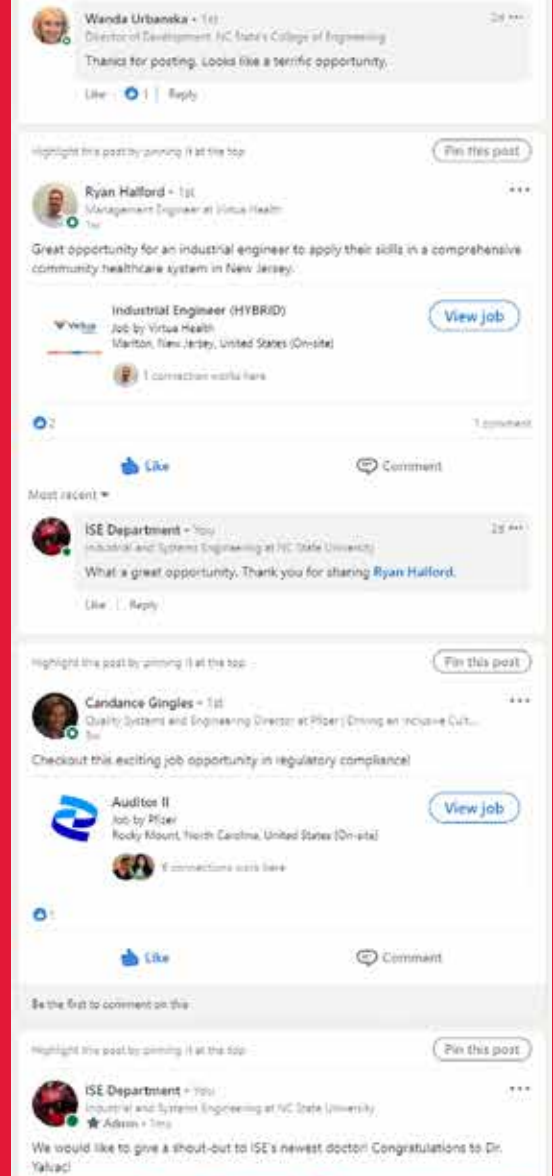 Wanda Urbanska • 1st
2d •••
Director of Development, NC State's College of Engineering
Thanks for posting. Looks like a terrific opportunity.
Like 1 | Reply
Highlight this post by pinning it at the top
Pin this post
Ryan Halford • 1st
•••
Management Engineer at Virtua Health
1w
Great opportunity for an industrial engineer to apply their skills in a comprehensive
community healthcare system in New Jersey.
Industrial Engineer (HYBRID)
View job
Virtua
Job by Virtua Health
Marlton, New Jersey, United States (On-site)
1 connection works here
2
1 comment
Like
Comment
Most recent
ISE Department • You
2d •••
Industrial and Systems Engineering at NC State University
What a great opportunity. Thank you for sharing Ryan Halford.
Like | Reply
Highlight this post by pinning it at the top
Pin this post
Candance Gingles • 1st
•••
Quality Systems and Engineering Director at Pfizer | Driving an Inclusive Cult...
Checkout this exciting job opportunity in regulatory compliance!
Auditor II
View job
Job by Pfizer
Rocky Mount, North Carolina, United States (On-site)
connections work here
1
Like
Comment
Be the first to comment on this
Highlight this post by pinning it at the top
Pin this post
ISE Department • You
•••
Industrial and Systems Engineering at NC State University
Admin • 1mo
We would like to give a shout-out to ISE's newest doctor! Congratulations to Dr.
Yalvac!